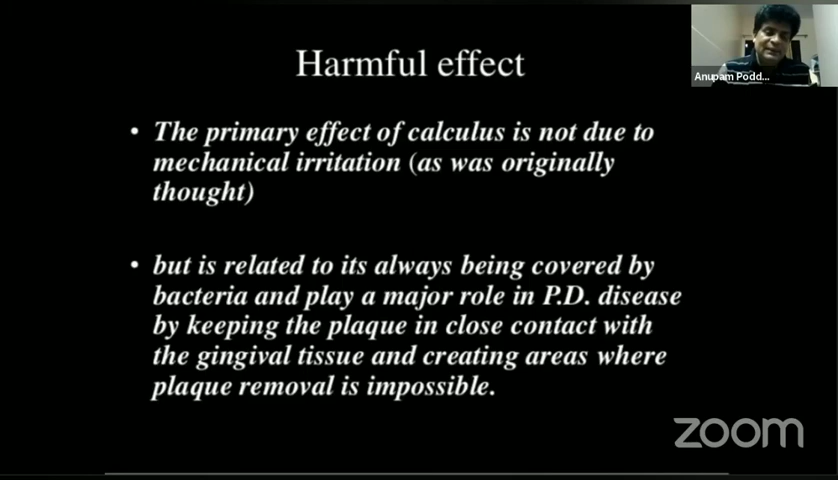 Harmful effect
Anupam Podd...
• The primary effect of calculus is not due to
mechanical irritation (as was originally
thought)
• but is related to its always being covered by
bacteria and play a major role in P.D. disease
by keeping the plaque in close contact with
the gingival tissue and creating areas where
plaque removal is impossible.
zoom